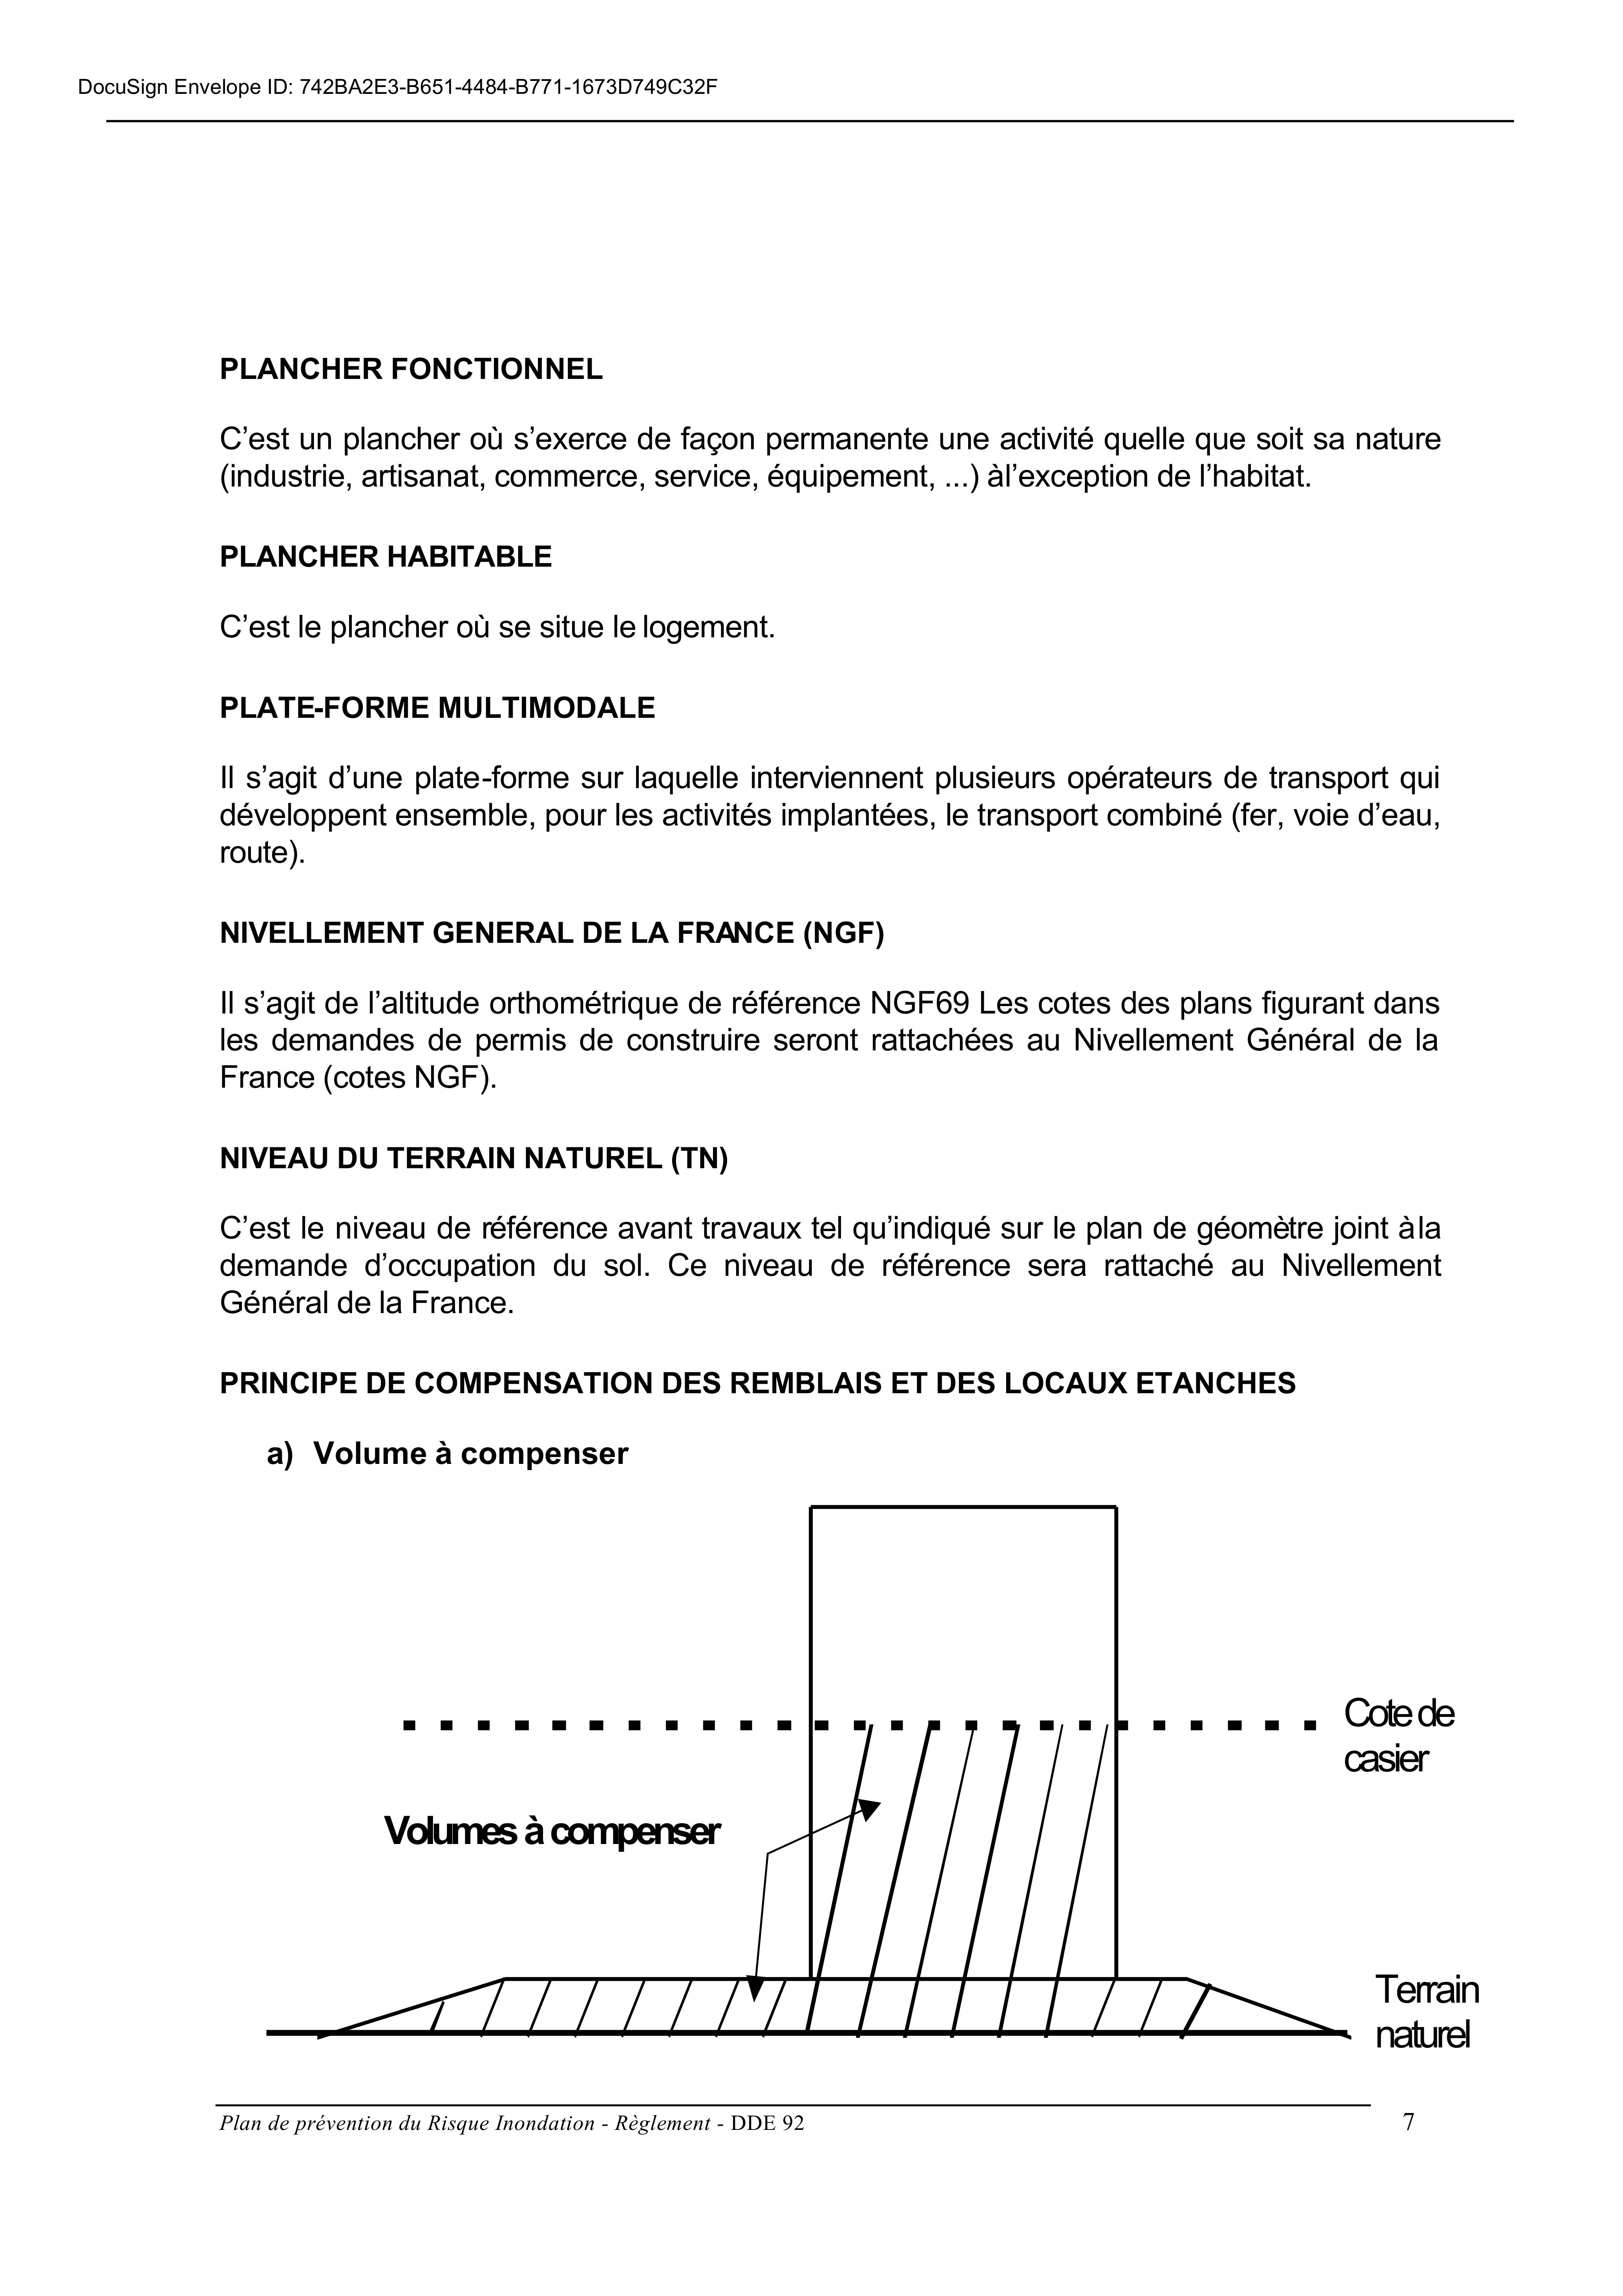 DocuSign Envelope ID: 742BA2E3-B651-4484-B771-1673D749C32F
PLANCHER FONCTIONNEL
C’est un plancher où s’exerce de façon permanente une activité quelle que soit sa nature
(industrie, artisanat, commerce, service, équipement, ...) àl’exception de l’habitat.
PLANCHER HABITABLE
C’est le plancher où se situe le logement.
PLATE-FORME MULTIMODALE
Il s’agit d’une plate-forme sur laquelle interviennent plusieurs opérateurs de transport qui
développent ensemble, pour les activités implantées, le transport combiné (fer, voie d’eau,
route).
NIVELLEMENT GENERAL DE LA FRANCE (NGF)
Il s’agit de l’altitude orthométrique de référence NGF69 Les cotes des plans figurant dans
les demandes de permis de construire seront rattachées au Nivellement Général de la
France (cotes NGF).
NIVEAU DU TERRAIN NATUREL (TN)
C’est le niveau de référence avant travaux tel qu’indiqué sur le plan de géomètre joint à la
demande d’occupation du sol. Ce niveau de référence sera rattaché au Nivellement
Général de la France.
PRINCIPE DE COMPENSATION DES REMBLAIS ET DES LOCAUX ETANCHES
a) Volume à compenser
Cote de
casier
Volumes à compenser
Terrain
naturel
Plan de prévention du Risque Inondation - Règlement - DDE 92 7